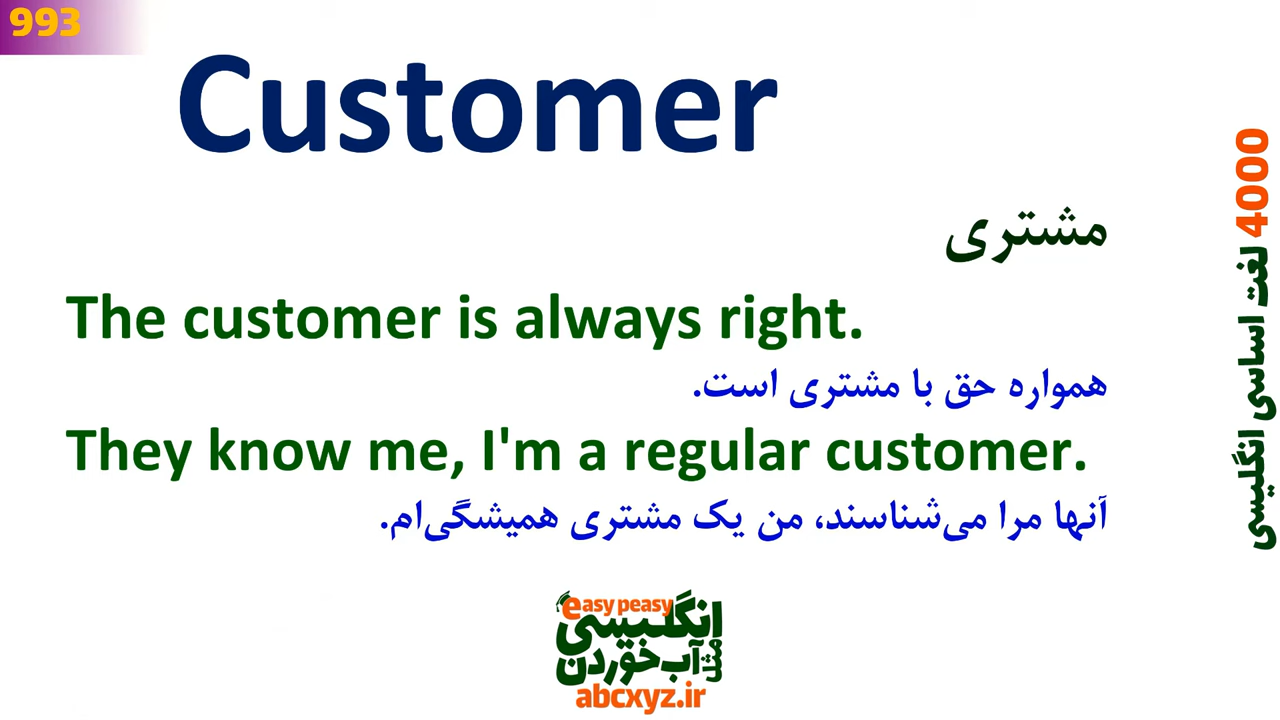 993
Customer
مشتری
The customer is always right.
همواره حق با مشتری است.
They know me, I'm a regular customer.
آنها مرا می‌شناسند، من یک مشتری همیشگی‌ام.
4000 لغت اساسی انگلیسی
easy peasy
انگلیسی
مثل
آب خوردن
abcxyz.ir